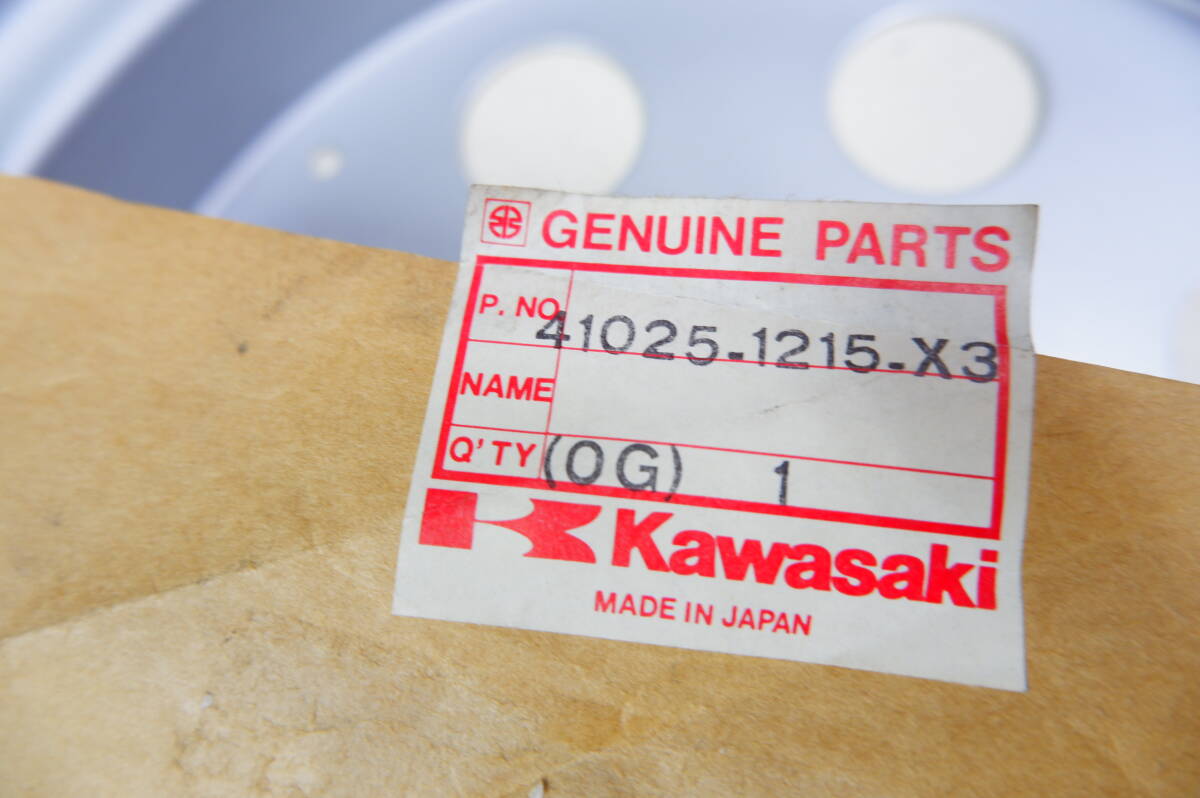 GENUINE PARTS
P. NO 41025-1215-X3
NAME
Q'TY (OG) 1
Kawasaki
MADE IN JAPAN